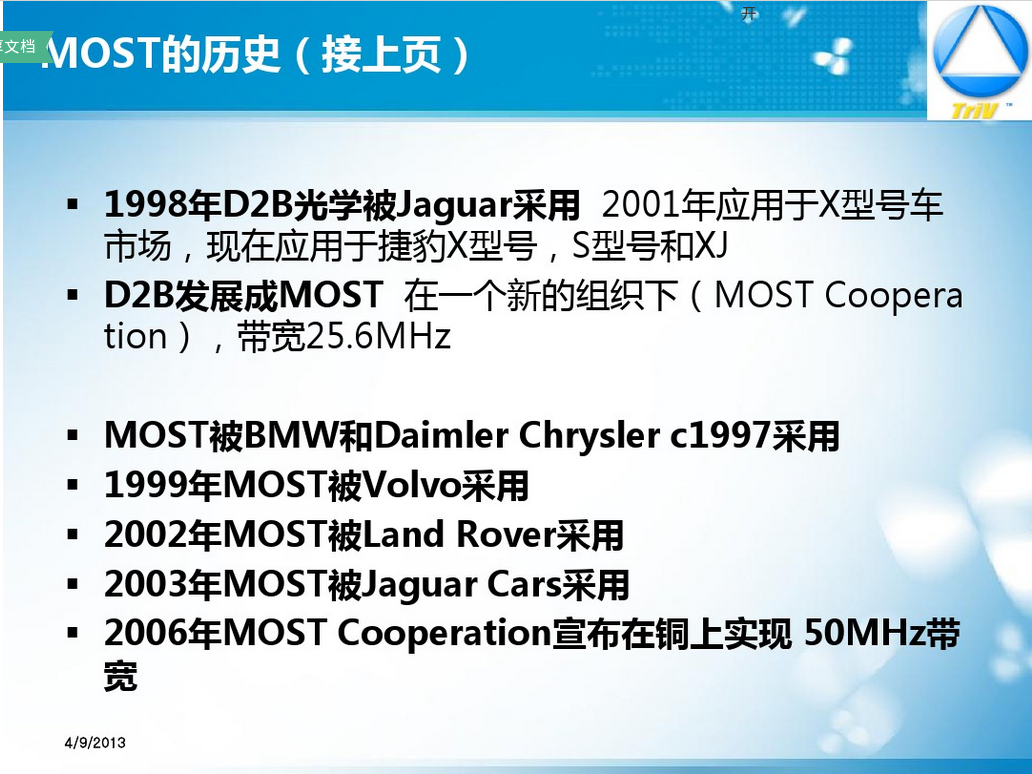 开
享文档
MOST的历史（接上页）
TriV ™
▪ 1998年D2B光学被Jaguar采用 2001年应用于X型号车
市场，现在应用于捷豹X型号，S型号和XJ
▪ D2B发展成MOST 在一个新的组织下（MOST Coopera
tion），带宽25.6MHz
▪ MOST被BMW和Daimler Chrysler c1997采用
▪ 1999年MOST被Volvo采用
▪ 2002年MOST被Land Rover采用
▪ 2003年MOST被Jaguar Cars采用
▪ 2006年MOST Cooperation宣布在铜上实现 50MHz带
宽
4/9/2013